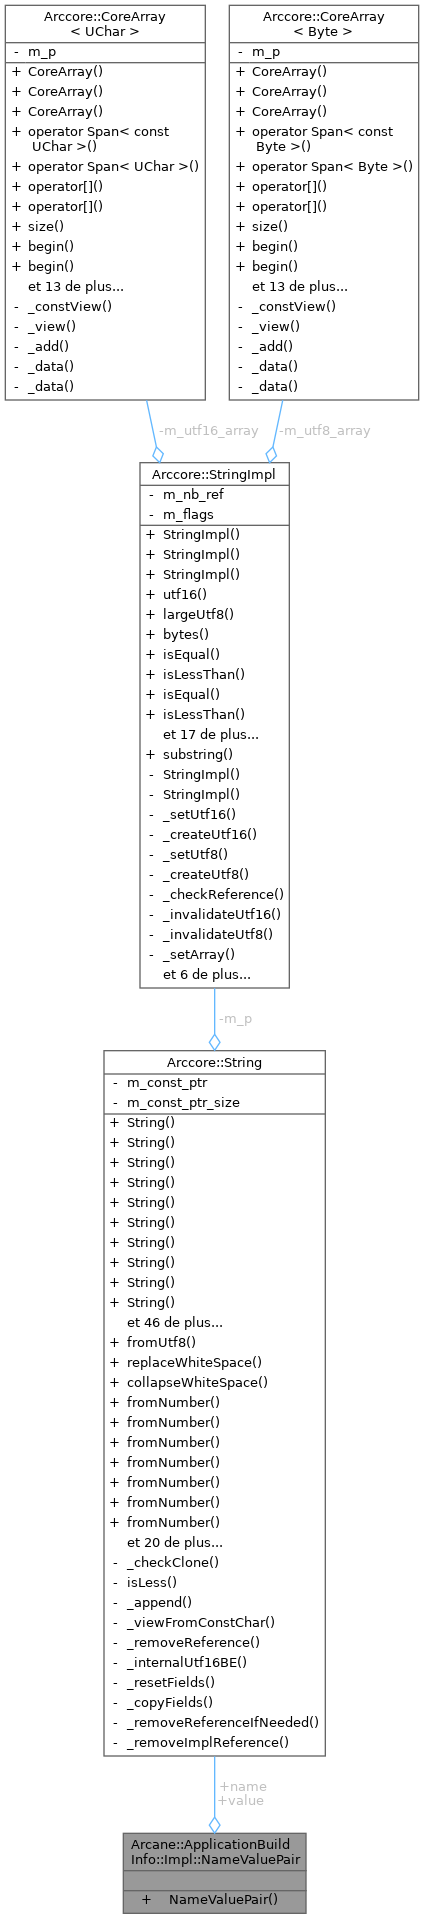 Arccore::CoreArray
< UChar >
- m_p
+ CoreArray()
+ CoreArray()
+ CoreArray()
+ operator Span< const
UChar >()
+ operator Span< UChar >()
+ operator[]()
+ operator[]()
+ size()
+ begin()
+ begin()
et 13 de plus...
- _constView()
- _view()
- _add()
- _data()
- _data()
Arccore::CoreArray
< Byte >
- m_p
+ CoreArray()
+ CoreArray()
+ CoreArray()
+ operator Span< const
Byte >()
+ operator Span< Byte >()
+ operator[]()
+ operator[]()
+ size()
+ begin()
+ begin()
et 13 de plus...
- _constView()
- _view()
- _add()
- _data()
- _data()
-m_utf16_array
-m_utf8_array
Arccore::StringImpl
- m_nb_ref
- m_flags
+ StringImpl()
+ StringImpl()
+ StringImpl()
+ utf16()
+ largeUtf8()
+ bytes()
+ isEqual()
+ isLessThan()
+ isEqual()
+ isLessThan()
et 17 de plus...
+ substring()
- StringImpl()
- StringImpl()
- _setUtf16()
- _createUtf16()
- _setUtf8()
- _createUtf8()
- _checkReference()
- _invalidateUtf16()
- _invalidateUtf8()
- _setArray()
et 6 de plus...
-m_p
Arccore::String
- m_const_ptr
- m_const_ptr_size
+ String()
+ String()
+ String()
+ String()
+ String()
+ String()
+ String()
+ String()
+ String()
+ String()
et 46 de plus...
+ fromUtf8()
+ replaceWhiteSpace()
+ collapseWhiteSpace()
+ fromNumber()
+ fromNumber()
+ fromNumber()
+ fromNumber()
+ fromNumber()
+ fromNumber()
+ fromNumber()
et 20 de plus...
- _checkClone()
- isLess()
- _append()
- _viewFromConstChar()
- _removeReference()
- _internalUtf16BE()
- _resetFields()
- _copyFields()
- _removeReferenceIfNeeded()
- _removeImplReference()
+name
+value
Arcane::ApplicationBuild
Info::Impl::NameValuePair
+ NameValuePair()